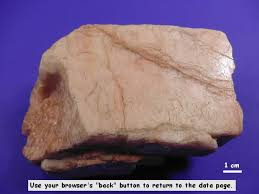 1 cm
Use your browser's "back" button to return to the data page.